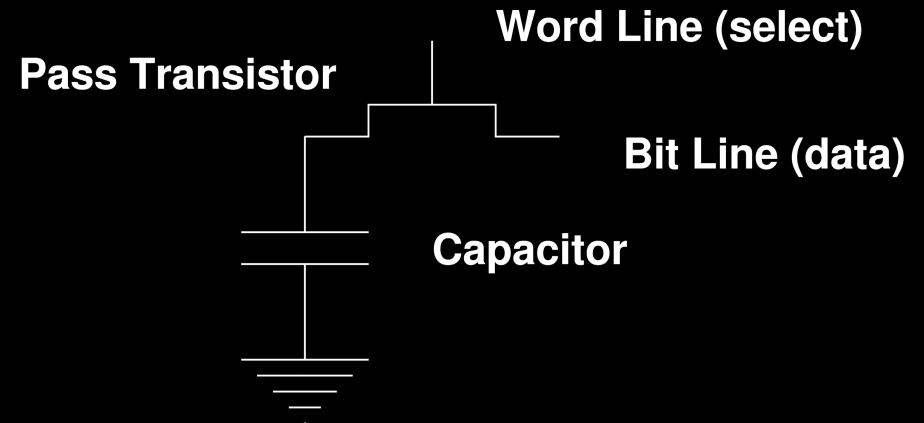 Word Line (select)
Pass Transistor
Bit Line (data)
Capacitor